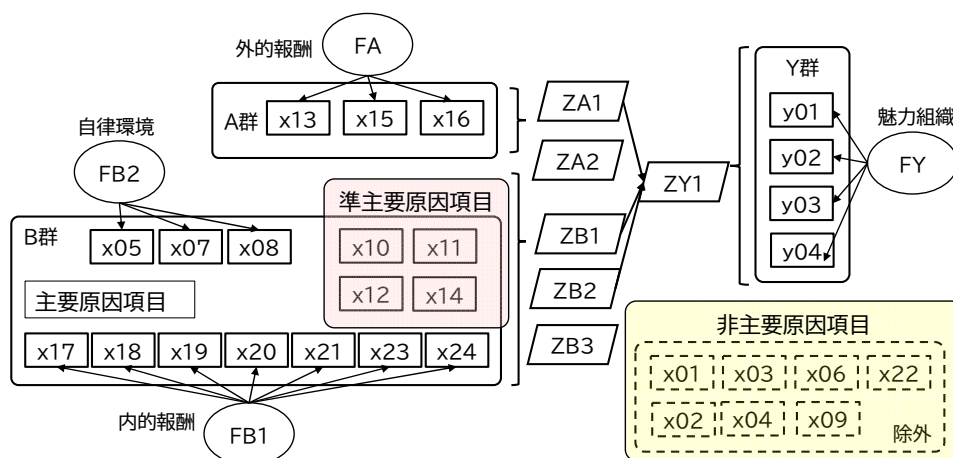 外的報酬
FA
A群
x13 x15 x16
ZA1
ZA2
ZB1
ZB2
ZB3
ZY1
Y群
y01
y02
y03
y04
魅力組織
FY
自律環境
FB2
B群
x05 x07 x08
準主要原因項目
x10 x11
x12 x14
主要原因項目
x17 x18 x19 x20 x21 x23 x24
内的報酬
FB1
非主要原因項目
x01 x03 x06 x22
x02 x04 x09
除外